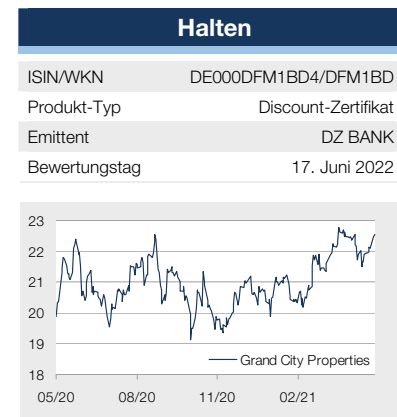 Halten
ISIN/WKN DE000DFM1BD4/DFM1BD
Produkt-Typ Discount-Zertifikat
Emittent DZ BANK
Bewertungstag 17. Juni 2022
23
22
21
20
19
18
Grand City Properties
05/20 08/20 11/20 02/21